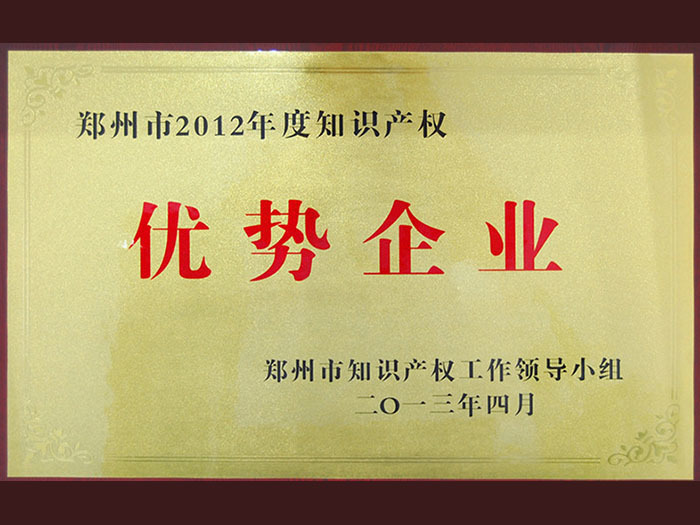 郑州市2012年度知识产权
优势企业
郑州市知识产权工作领导小组
二〇一三年四月